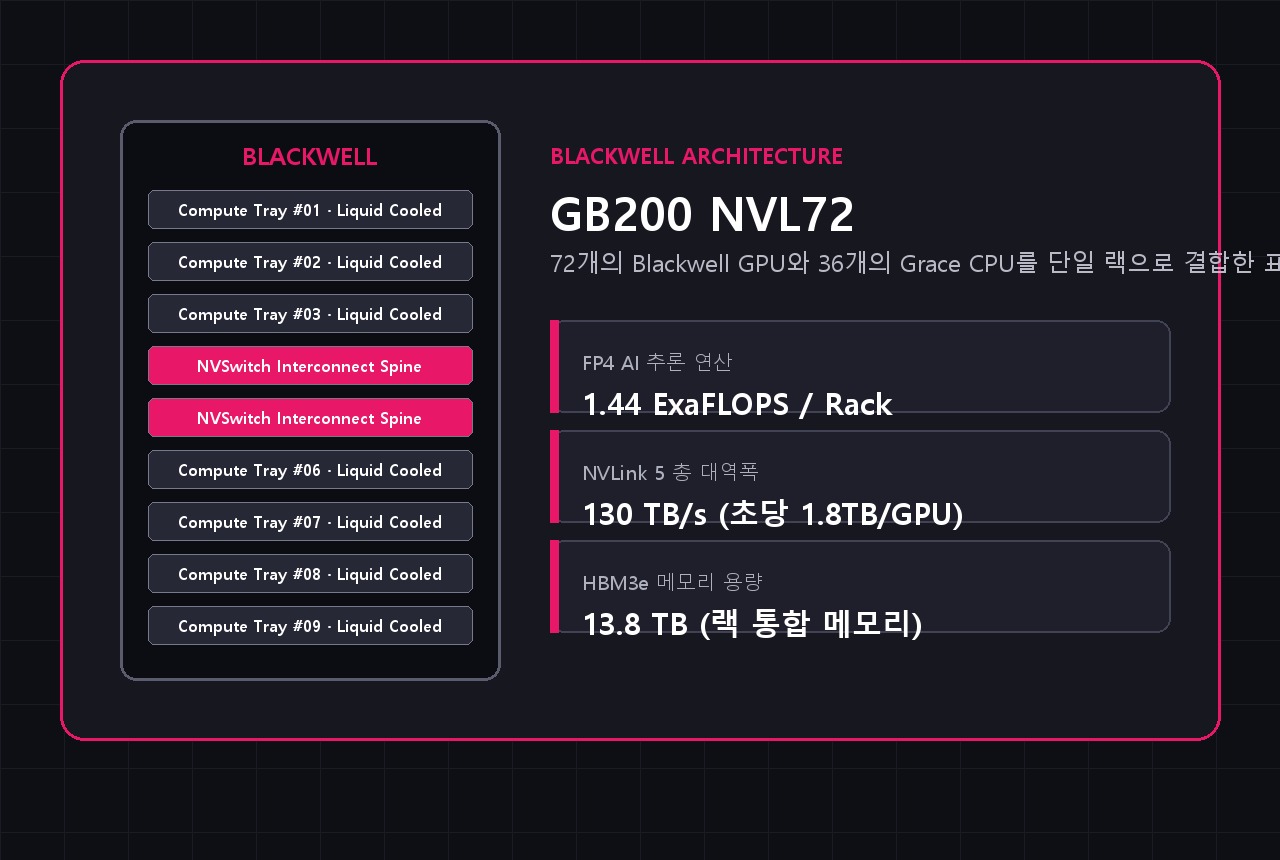 BLACKWELL
Compute Tray #01 · Liquid Cooled
Compute Tray #02 · Liquid Cooled
Compute Tray #03 · Liquid Cooled
NVSwitch Interconnect Spine
NVSwitch Interconnect Spine
Compute Tray #06 · Liquid Cooled
Compute Tray #07 · Liquid Cooled
Compute Tray #08 · Liquid Cooled
Compute Tray #09 · Liquid Cooled
BLACKWELL ARCHITECTURE
GB200 NVL72
72개의 Blackwell GPU와 36개의 Grace CPU를 단일 랙으로 결합한
FP4 AI 추론 연산
1.44 ExaFLOPS / Rack
NVLink 5 총 대역폭
130 TB/s (초당 1.8TB/GPU)
HBM3e 메모리 용량
13.8 TB (랙 통합 메모리)